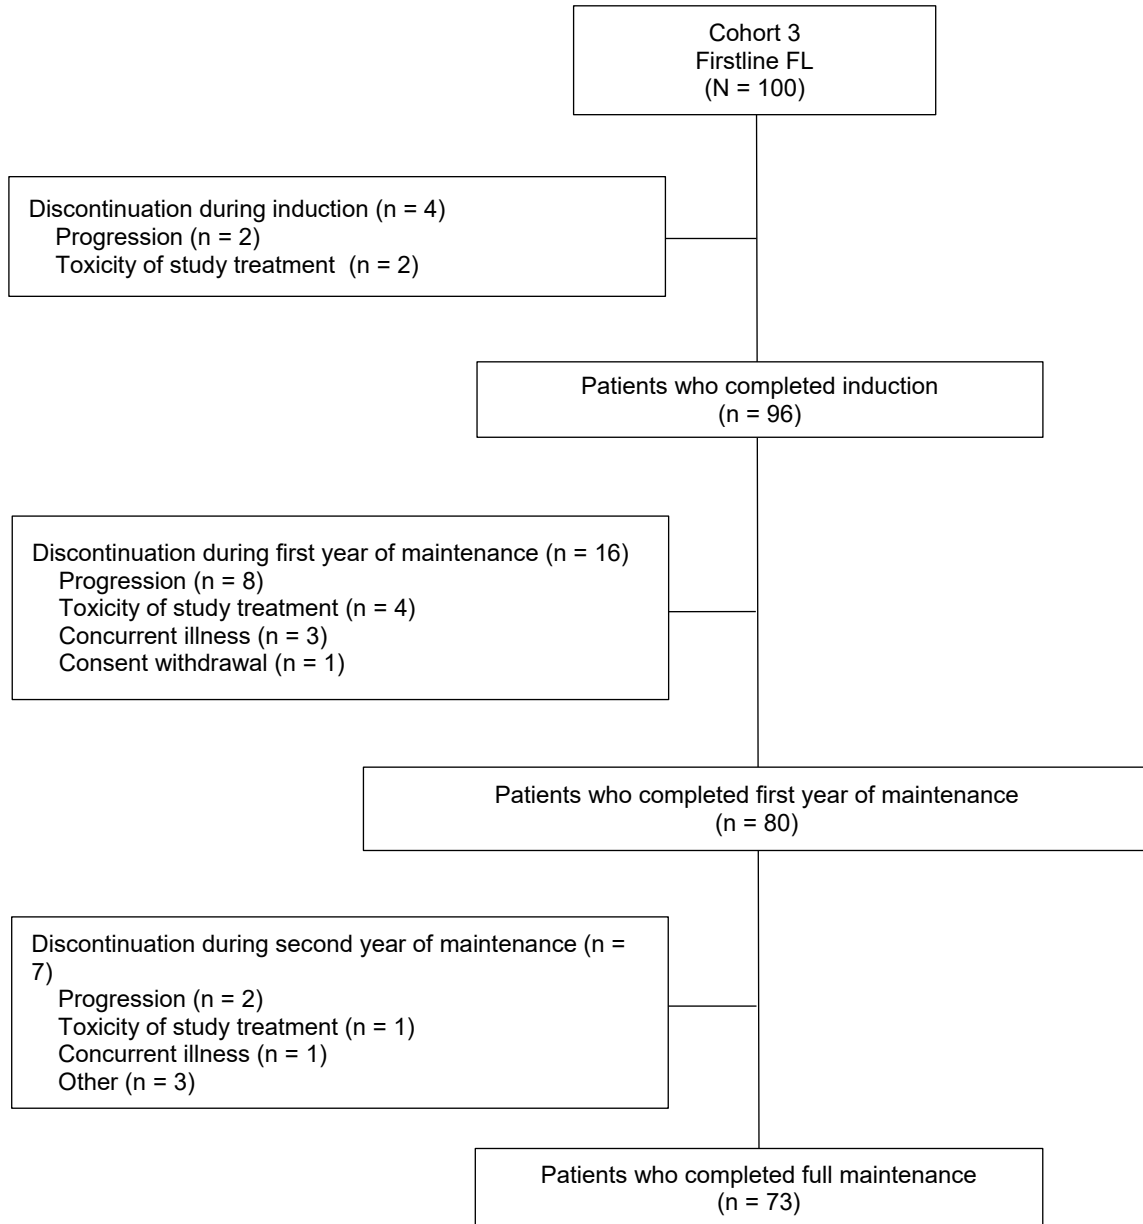 Cohort 3
Firstline FL
(N = 100)
Discontinuation during induction (n = 4)
Progression (n = 2)
Toxicity of study treatment  (n = 2)
Patients who completed induction
(n = 96)
Discontinuation during first year of maintenance (n = 16)
Progression (n = 8)
Toxicity of study treatment (n = 4)
Concurrent illness (n = 3)
Consent withdrawal (n = 1)
Patients who completed first year of maintenance
(n = 80)
Discontinuation during second year of maintenance (n =
7)
Progression (n = 2)
Toxicity of study treatment (n = 1)
Concurrent illness (n = 1)
Other (n = 3)
Patients who completed full maintenance
(n = 73)